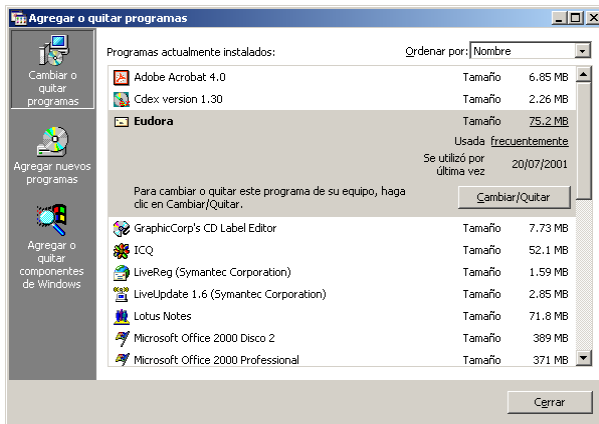 Agregar o quitar programas
Cambiar o
quitar
programas
Agregar nuevos
programas
Agregar o
quitar
componentes
de Windows
Programas actualmente instalados:
Ordenar por: Nombre
Adobe Acrobat 4.0 Tamaño 6.85 MB
Cdex version 1.30 Tamaño 2.26 MB
Eudora Tamaño 75.2 MB
Usada frecuentemente
Se utilizó por
última vez 20/07/2001
Para cambiar o quitar este programa de su equipo, haga
clic en Cambiar/Quitar.
Cambiar/Quitar
GraphicCorp's CD Label Editor Tamaño 7.73 MB
ICQ Tamaño 52.1 MB
LiveReg (Symantec Corporation) Tamaño 1.59 MB
LiveUpdate 1.6 (Symantec Corporation) Tamaño 2.85 MB
Lotus Notes Tamaño 71.8 MB
Microsoft Office 2000 Disco 2 Tamaño 389 MB
Microsoft Office 2000 Professional Tamaño 371 MB
Cerrar